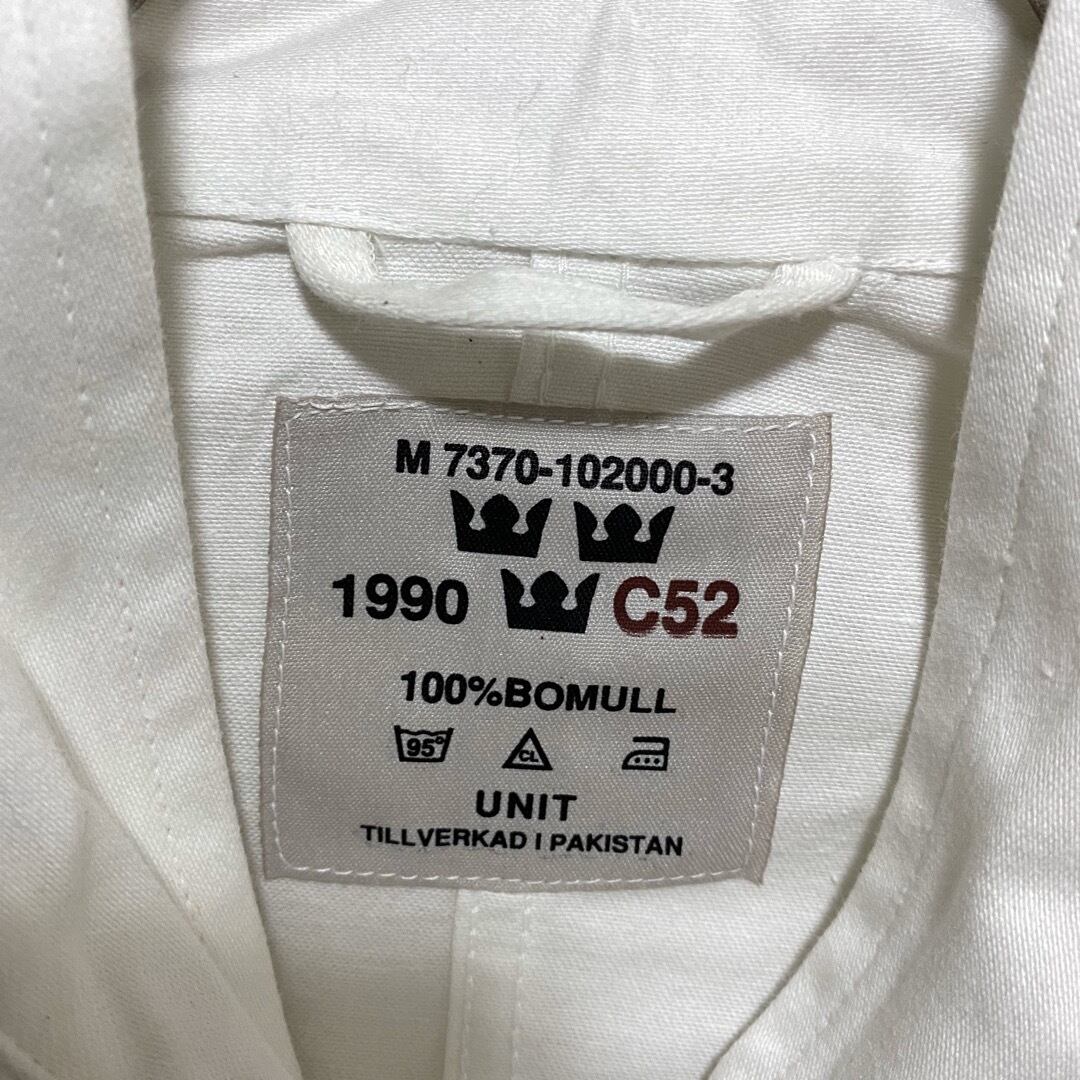 M 7370-102000-3
1990 C52
100%BOMULL
95° CL
UNIT
TILLVERKAD I PAKISTAN